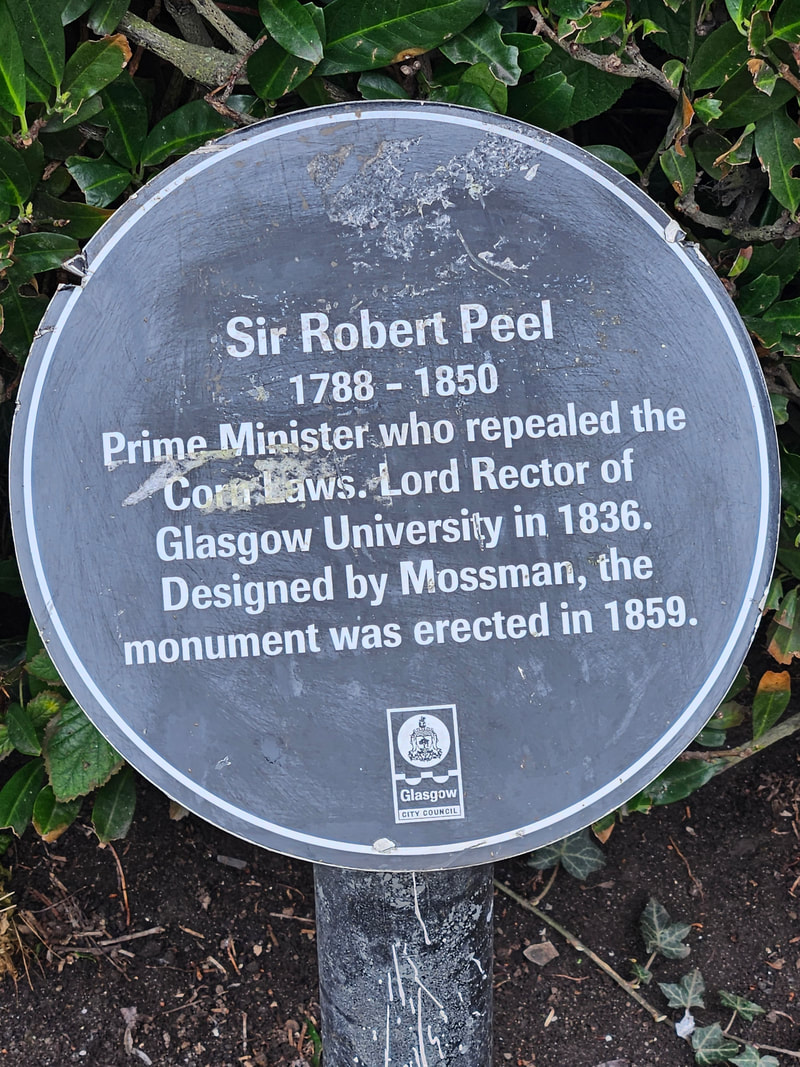 Sir Robert Peel
1788 - 1850
Prime Minister who repealed the
Corn Laws. Lord Rector of
Glasgow University in 1836.
Designed by Mossman, the
monument was erected in 1859.
Glasgow
CITY COUNCIL